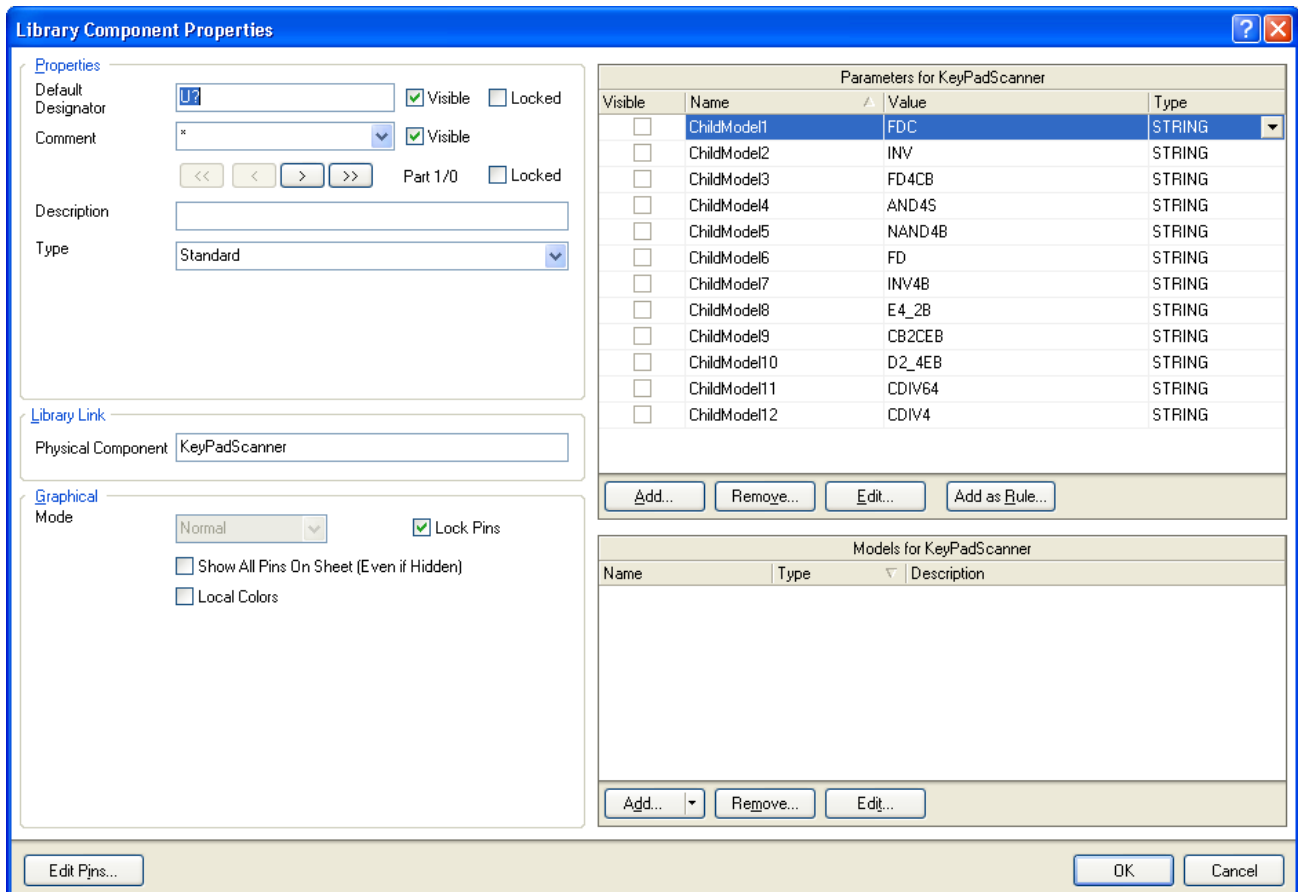 Library Component Properties
Properties
Default
Designator
U?
Visible
Locked
Comment
*
Visible
<<
<
>
>>
Part 1/0
Locked
Description
Type
Standard
Library Link
Physical Component
KeyPadScanner
Graphical
Mode
Normal
Lock Pins
Show All Pins On Sheet (Even if Hidden)
Local Colors
Parameters for KeyPadScanner
Visible Name Value Type
ChildModel1 FDC STRING
ChildModel2 INV STRING
ChildModel3 FD4CB STRING
ChildModel4 AND4S STRING
ChildModel5 NAND4B STRING
ChildModel6 FD STRING
ChildModel7 INV4B STRING
ChildModel8 E4_2B STRING
ChildModel9 CB2CEB STRING
ChildModel10 D2_4EB STRING
ChildModel11 CDIV64 STRING
ChildModel12 CDIV4 STRING
Add... Remove... Edit... Add as Rule...
Models for KeyPadScanner
Name Type Description
Add... Remove... Edit...
Edit Pins... OK Cancel